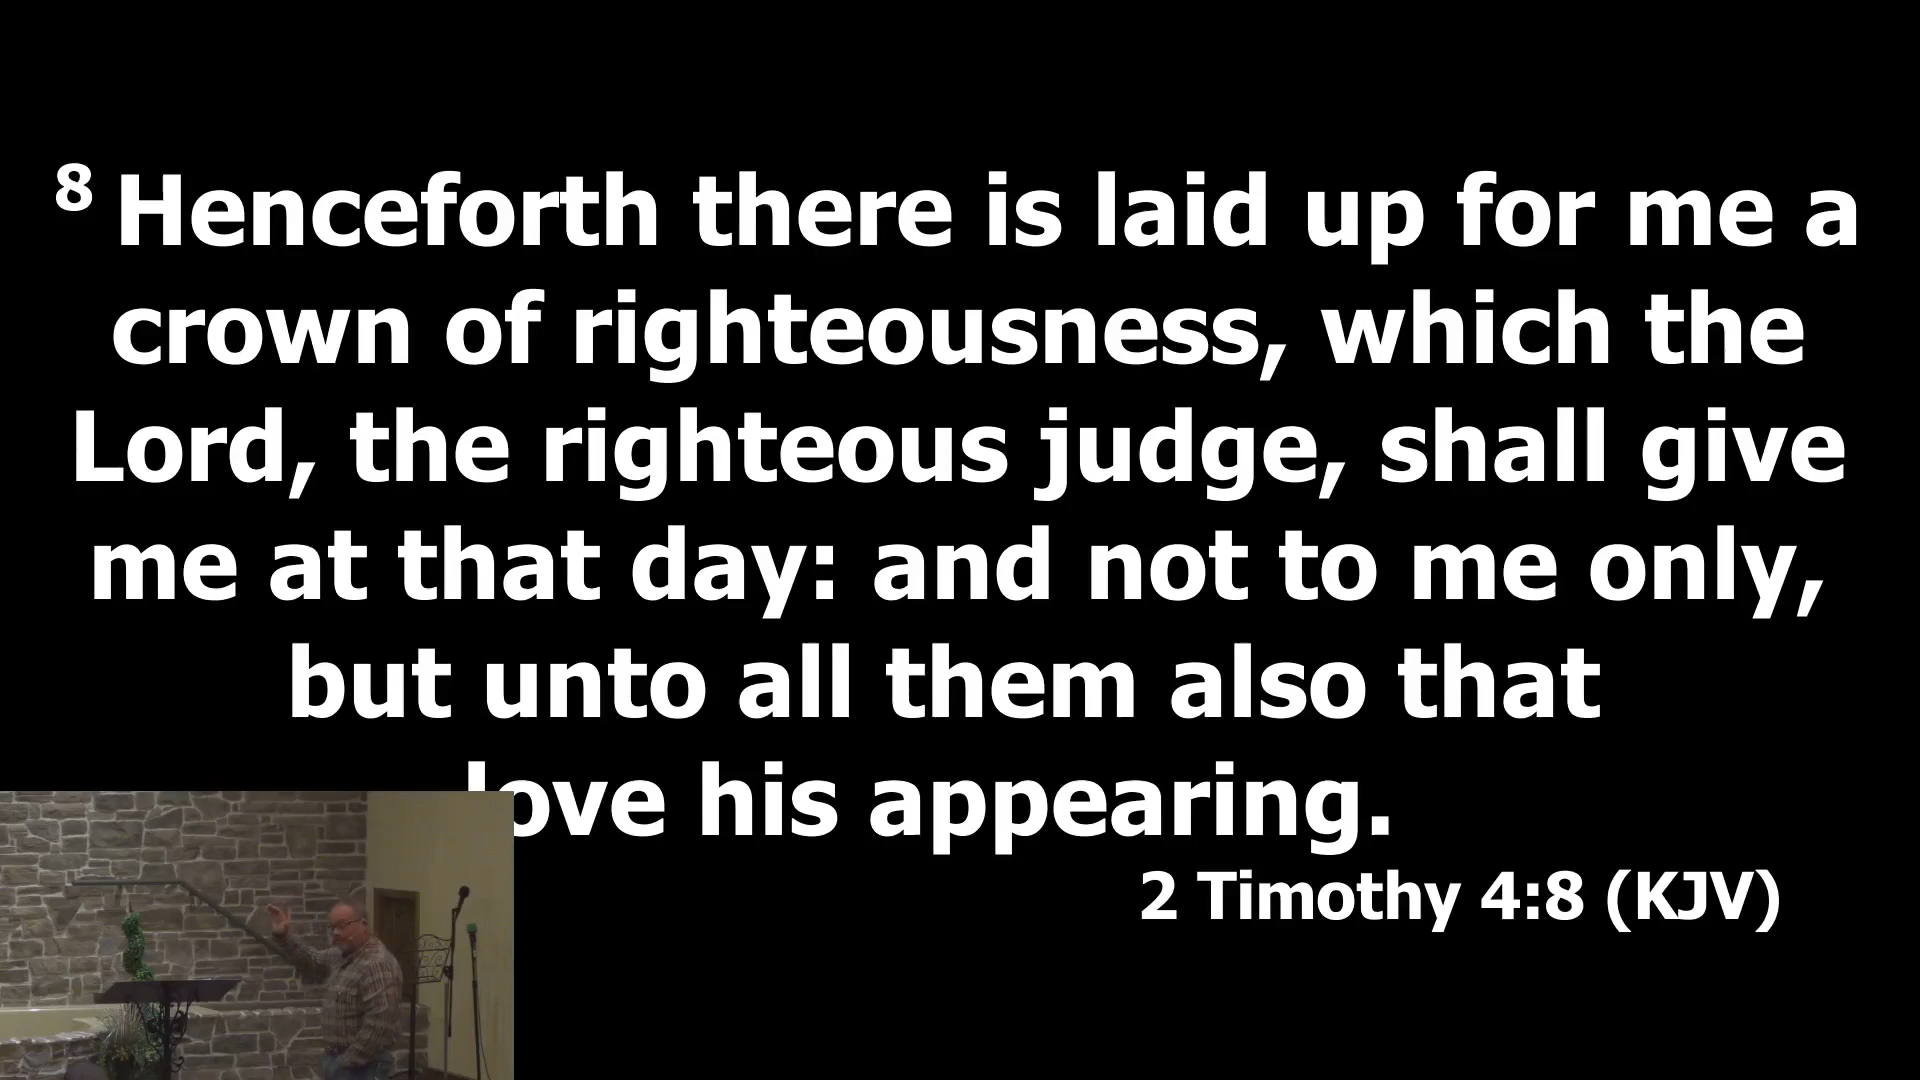 8 Henceforth there is laid up for me a
crown of righteousness, which the
Lord, the righteous judge, shall give
me at that day: and not to me only,
but unto all them also that
love his appearing.
2 Timothy 4:8 (KJV)